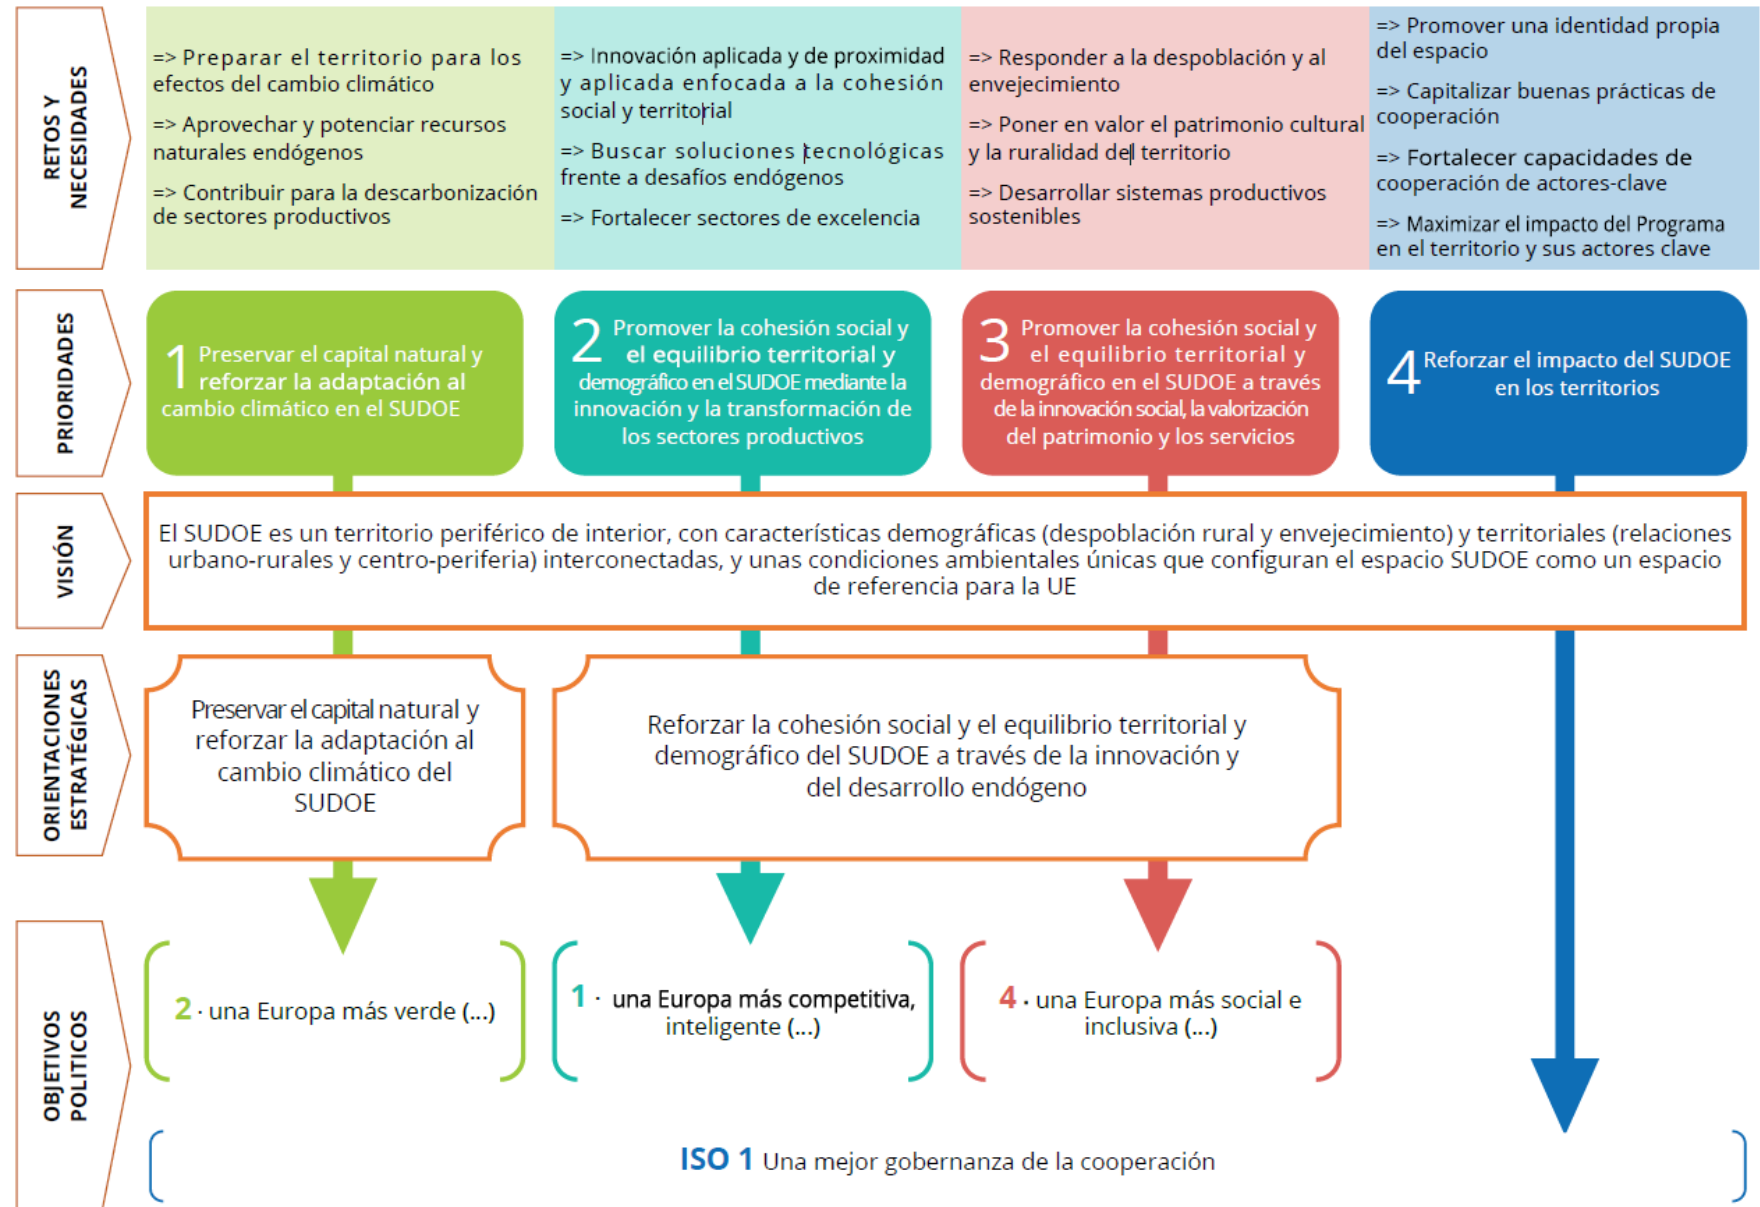 RETOS Y
NECESIDADES
=> Preparar el territorio para los
efectos del cambio climático
=> Aprovechar y potenciar recursos
naturales endógenos
=> Contribuir para la descarbonización
de sectores productivos
=> Innovación aplicada y de proximidad
y aplicada enfocada a la cohesión
social y territorial
=> Buscar soluciones tecnológicas
frente a desafíos endógenos
=> Fortalecer sectores de excelencia
=> Responder a la despoblación y al
envejecimiento
=> Poner en valor el patrimonio cultural
y la ruralidad del territorio
=> Desarrollar sistemas productivos
sostenibles
=> Promover una identidad propia
del espacio
=> Capitalizar buenas prácticas de
cooperación
=> Fortalecer capacidades de
cooperación de actores-clave
=> Maximizar el impacto del Programa
en el territorio y sus actores clave
PRIORIDADES
1 Preservar el capital natural y
reforzar la adaptación al
cambio climático en el SUDOE
2 Promover la cohesión social y
el equilibrio territorial y
demográfico en el SUDOE mediante la
innovación y la transformación de
los sectores productivos
3 Promover la cohesión social y
el equilibrio territorial y
demográfico en el SUDOE a través
de la innovación social, la valorización
del patrimonio y los servicios
4 Reforzar el impacto del SUDOE
en los territorios
VISIÓN
El SUDOE es un territorio periférico de interior, con características demográficas (despoblación rural y envejecimiento) y territoriales (relaciones
urbano-rurales y centro-periferia) interconectadas, y unas condiciones ambientales únicas que configuran el espacio SUDOE como un espacio
de referencia para la UE
ORIENTACIONES
ESTRATÉGICAS
Preservar el capital natural y
reforzar la adaptación al
cambio climático del
SUDOE
Reforzar la cohesión social y el equilibrio territorial y
demográfico del SUDOE a través de la innovación y
del desarrollo endógeno
OBJETIVOS
POLITICOS
2 · una Europa más verde (...)
1 · una Europa más competitiva,
inteligente (...)
4 · una Europa más social e
inclusiva (...)
ISO 1 Una mejor gobernanza de la cooperación